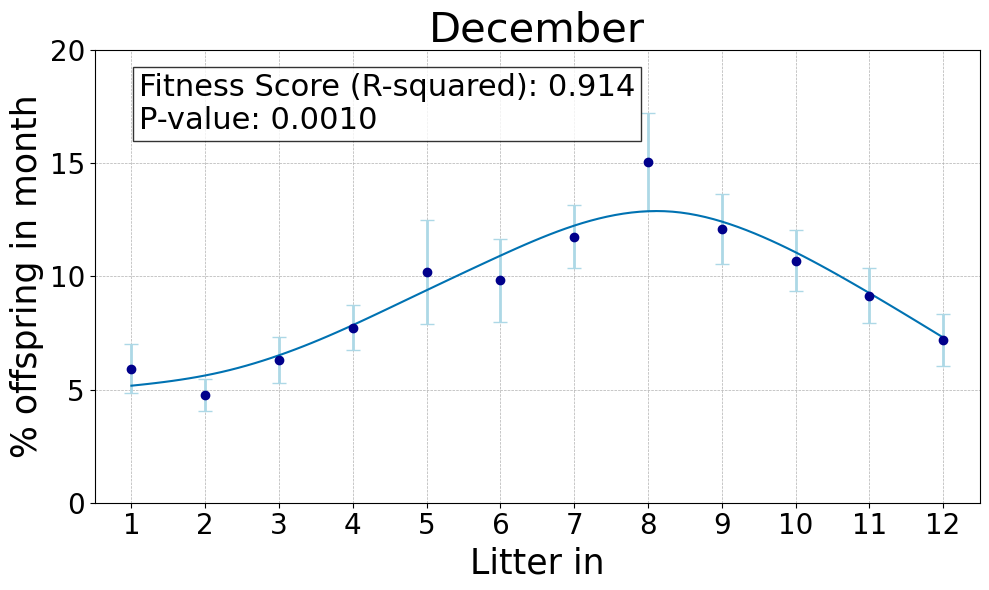 December
Fitness Score (R-squared): 0.914
P-value: 0.0010
% offspring in month
20
15
10
5
0
1 2 3 4 5 6 7 8 9 10 11 12
Litter in